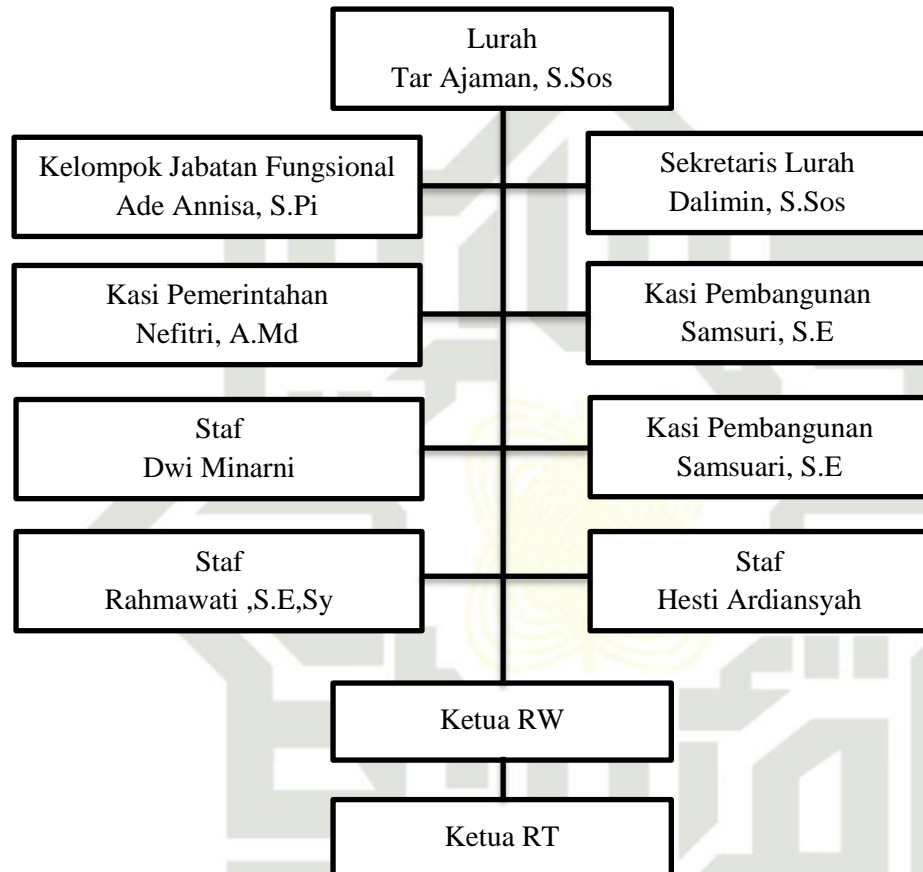 Lurah
Tar Ajaman, S.Sos
Kelompok Jabatan Fungsional
Ade Annisa, S.Pi
Sekretaris Lurah
Dalimin, S.Sos
Kasi Pemerintahan
Nefitri, A.Md
Kasi Pembangunan
Samsuri, S.E
Staf
Dwi Minarni
Kasi Pembangunan
Samsuari, S.E
Staf
Rahmawati ,S.E,Sy
Staf
Hesti Ardiansyah
Ketua RW
Ketua RT